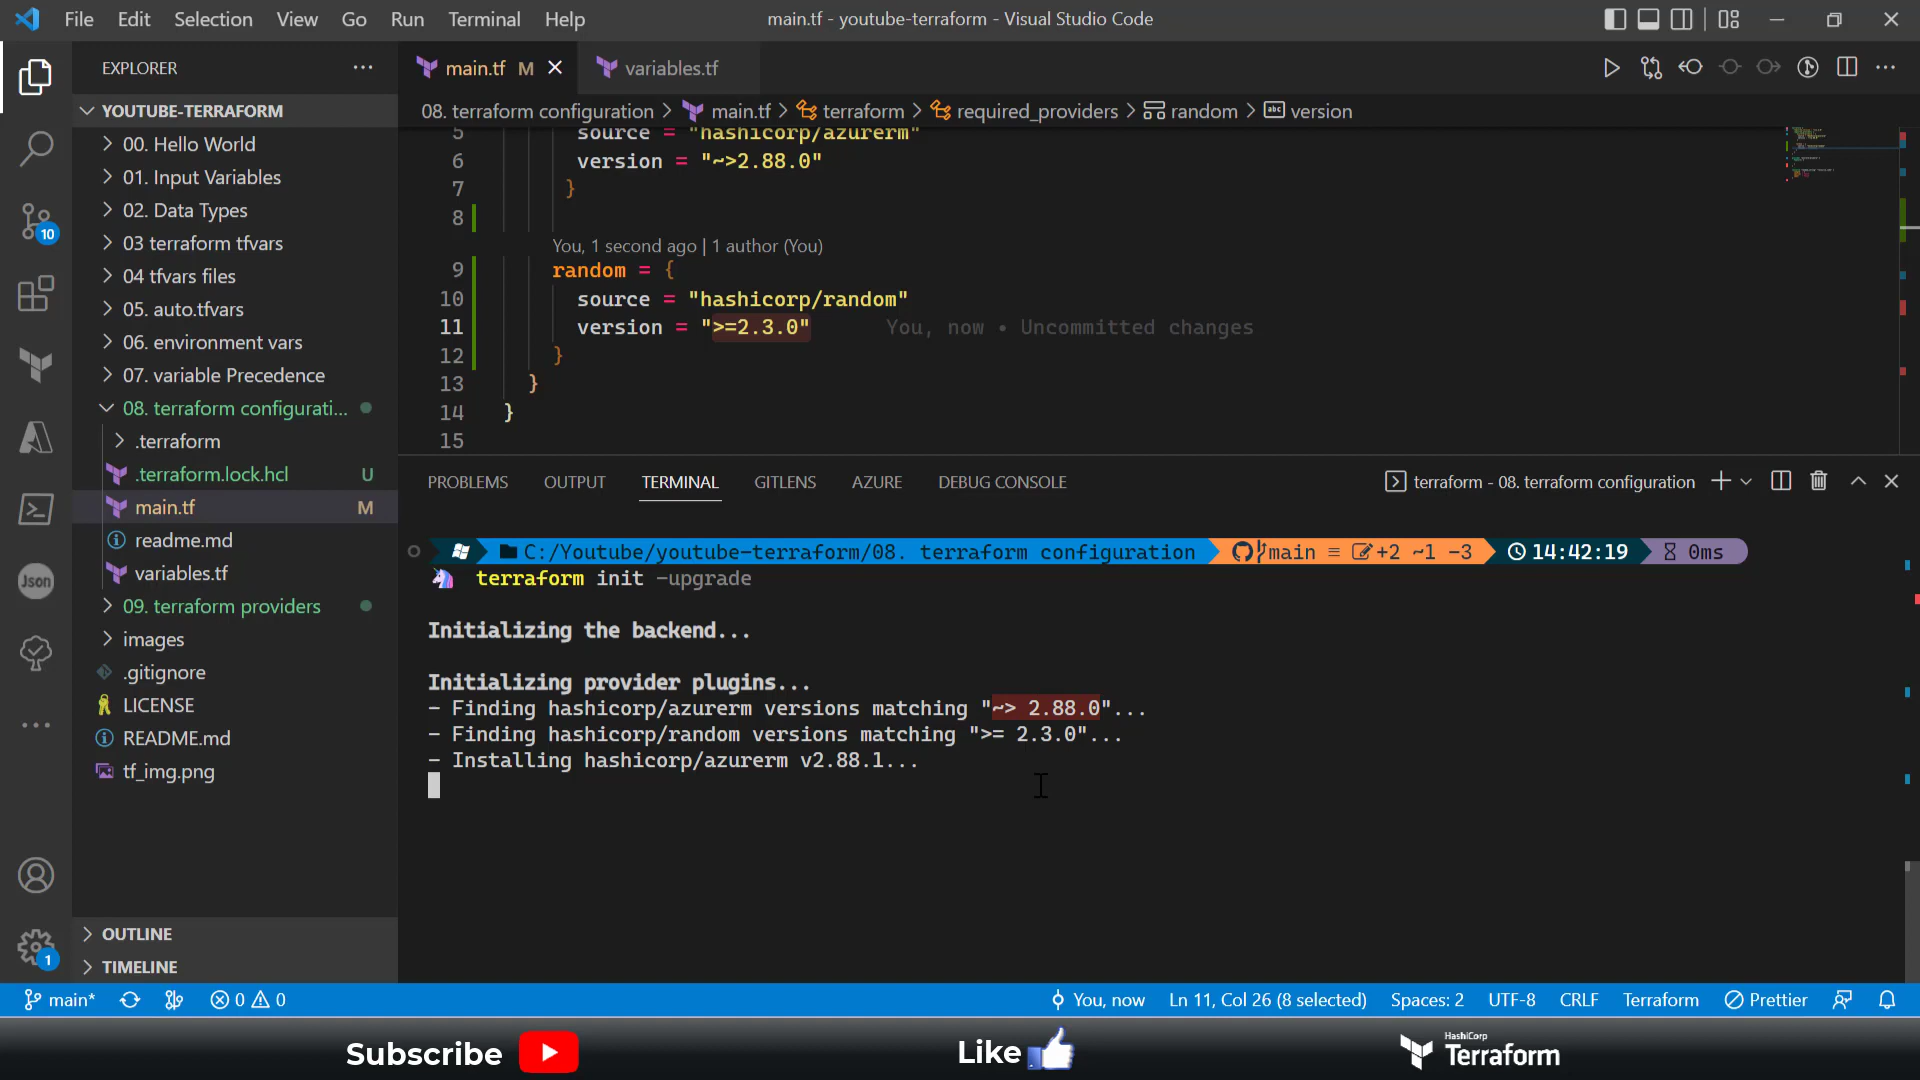 File Edit Selection View Go Run Terminal Help
main.tf - youtube-terraform - Visual Studio Code
EXPLORER
YOUTUBE-TERRAFORM
00. Hello World
01. Input Variables
02. Data Types
03 terraform tfvars
04 tfvars files
05. auto.tfvars
06. environment vars
07. variable Precedence
08. terraform configurati...
.terraform
.terraform.lock.hcl U
main.tf M
readme.md
variables.tf
09. terraform providers
images
.gitignore
LICENSE
README.md
tf_img.png
OUTLINE
TIMELINE
10
Json
1
main.tf M
variables.tf
08. terraform configuration > main.tf > terraform > required_providers > random > version
5 source = "hashicorp/azurerm"
6 version = "~>2.88.0"
7 }
8
You, 1 second ago | 1 author (You)
9 random = {
10 source = "hashicorp/random"
11 version = ">=2.3.0" You, now • Uncommitted changes
12 }
13 }
14 }
15
PROBLEMS OUTPUT TERMINAL GITLENS AZURE DEBUG CONSOLE
terraform - 08. terraform configuration
C:/Youtube/youtube-terraform/08. terraform configuration main ≡ +2 ~1 -3 14:42:19 0ms
terraform init -upgrade
Initializing the backend...
Initializing provider plugins...
- Finding hashicorp/azurerm versions matching "~> 2.88.0"...
- Finding hashicorp/random versions matching ">= 2.3.0"...
- Installing hashicorp/azurerm v2.88.1...
main* 0 0 You, now Ln 11, Col 26 (8 selected) Spaces: 2 UTF-8 CRLF Terraform Prettier
Subscribe
Like
HashiCorp
Terraform